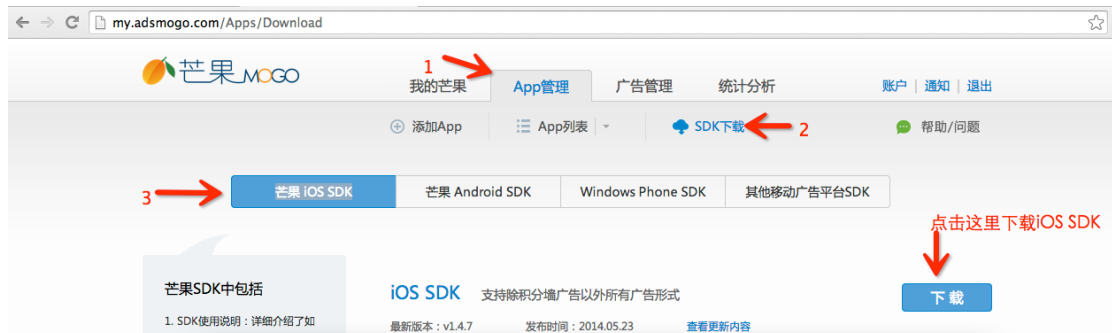 my.adsmogo.com/Apps/Download
芒果MOGO
1
我的芒果 App管理 广告管理 统计分析 账户 | 通知 | 退出
添加App App列表 SDK下载 2 帮助/问题
3 芒果 iOS SDK 芒果 Android SDK Windows Phone SDK 其他移动广告平台SDK
点击这里下载iOS SDK
芒果SDK中包括 iOS SDK 支持除积分墙广告以外所有广告形式 下载
1. SDK使用说明：详细介绍了如 最新版本：v1.4.7 发布时间：2014.05.23 查看更新内容